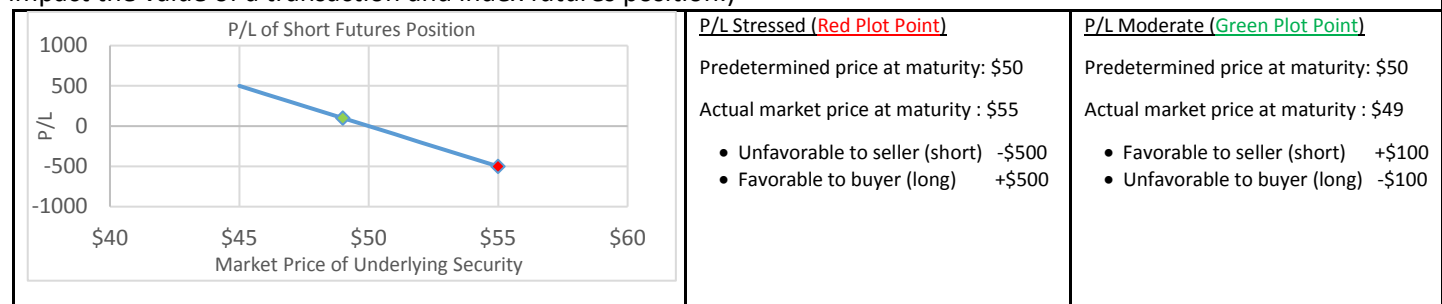 impact the value of a transaction and index futures position.)
P/L of Short Futures Position
1000
500
0
-500
-1000
P/L
$40 $45 $50 $55 $60
Market Price of Underlying Security
P/L Stressed (Red Plot Point)
Predetermined price at maturity: $50
Actual market price at maturity : $55
• Unfavorable to seller (short) -$500
• Favorable to buyer (long) +$500
P/L Moderate (Green Plot Point)
Predetermined price at maturity: $50
Actual market price at maturity : $49
• Favorable to seller (short) +$100
• Unfavorable to buyer (long) -$100